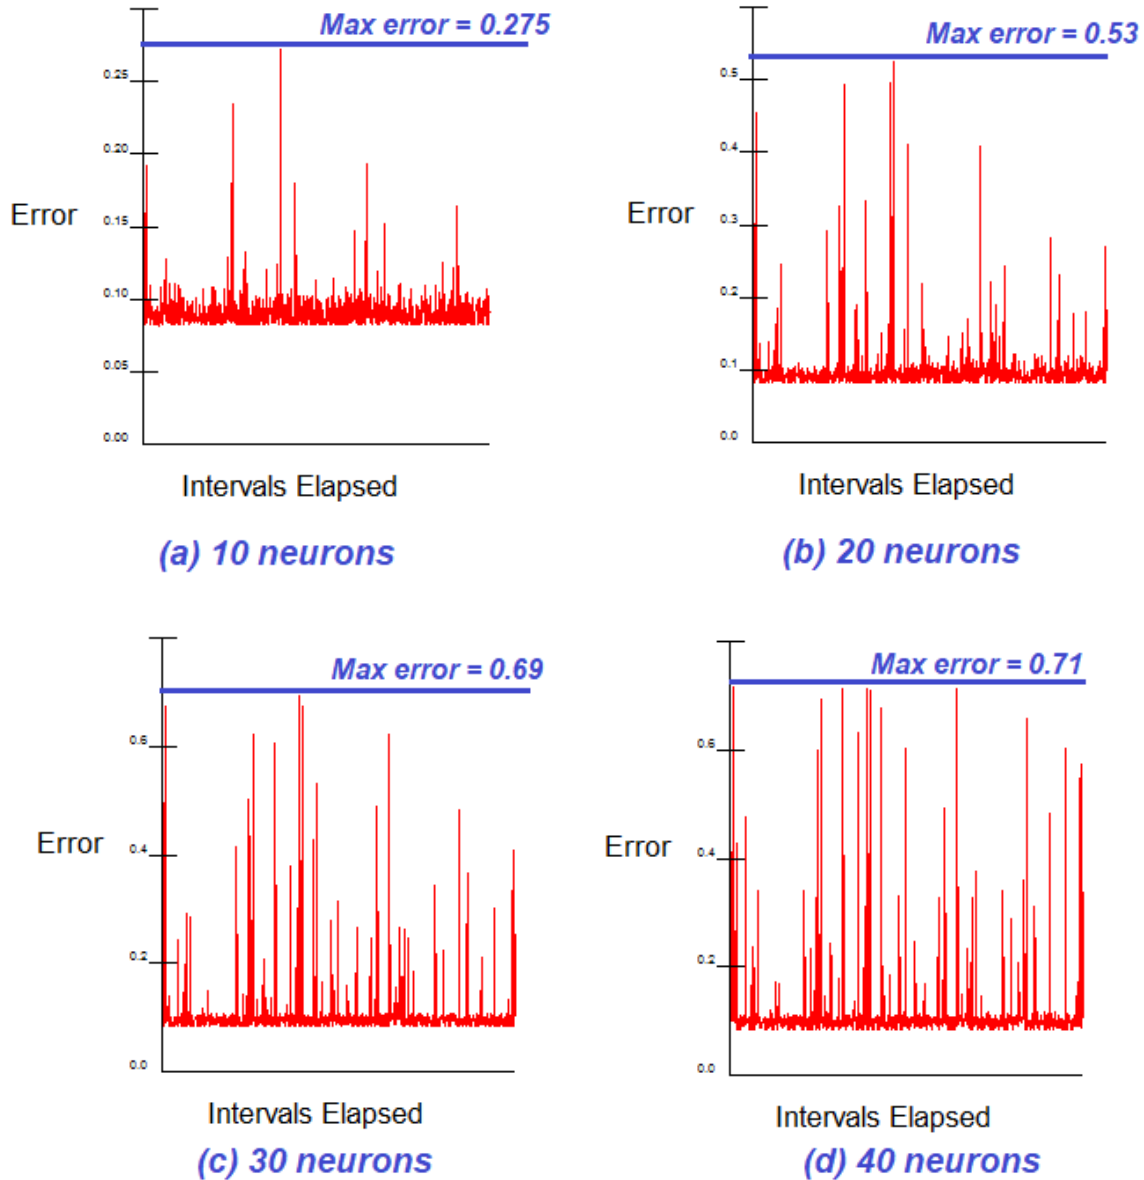 Max error = 0.275
0.25
0.20
0.15
0.10
0.05
0.00
Error
Intervals Elapsed
(a) 10 neurons
Max error = 0.53
0.5
0.4
0.3
0.2
0.1
0.0
Error
Intervals Elapsed
(b) 20 neurons
Max error = 0.69
0.6
0.4
0.2
0.0
Error
Intervals Elapsed
(c) 30 neurons
Max error = 0.71
0.6
0.4
0.2
0.0
Error
Intervals Elapsed
(d) 40 neurons